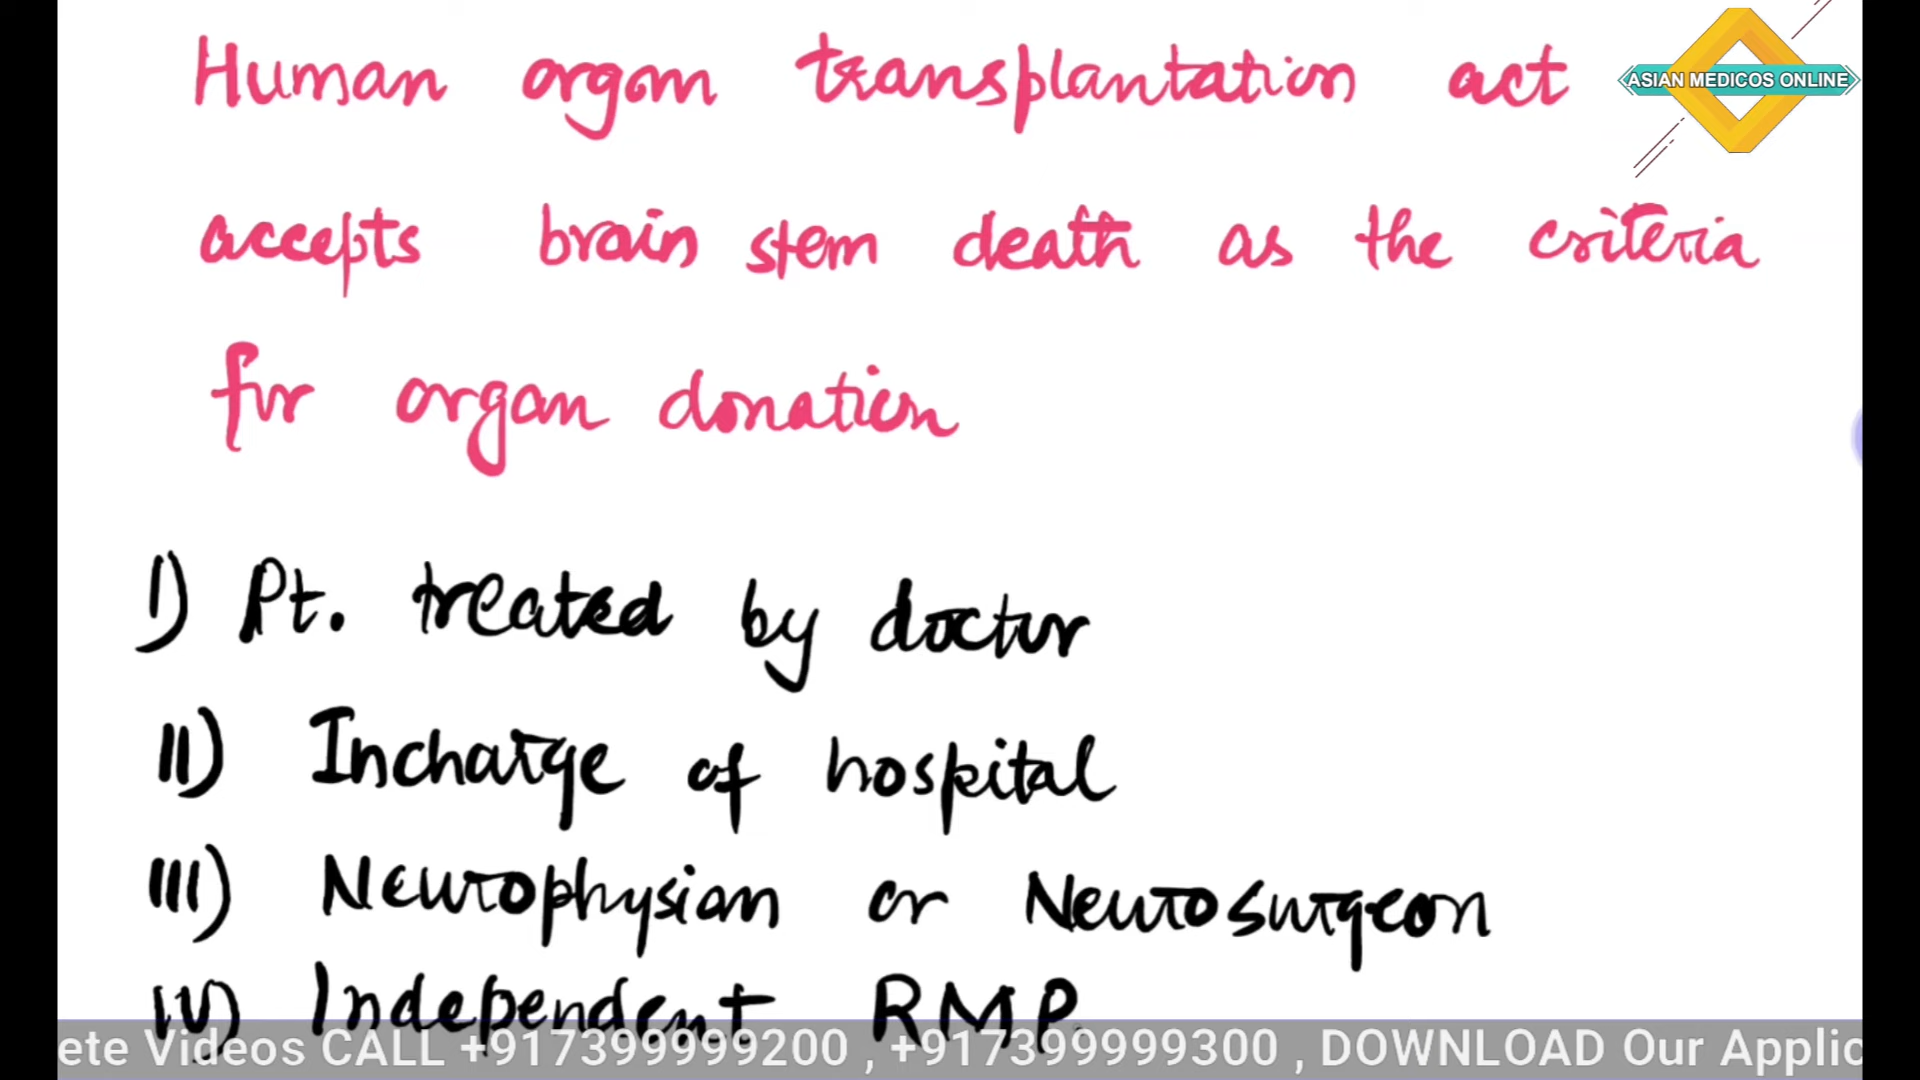 Human organ transplantation act
ASIAN MEDICOS ONLINE
accepts brain stem death as the criteria
for organ donation
I) Pt. treated by doctor
II) Incharge of hospital
III) Neurophysian or Neurosurgeon
IV) Independent RMP
ete Videos CALL +917399999200 , +917399999300 , DOWNLOAD Our Applic